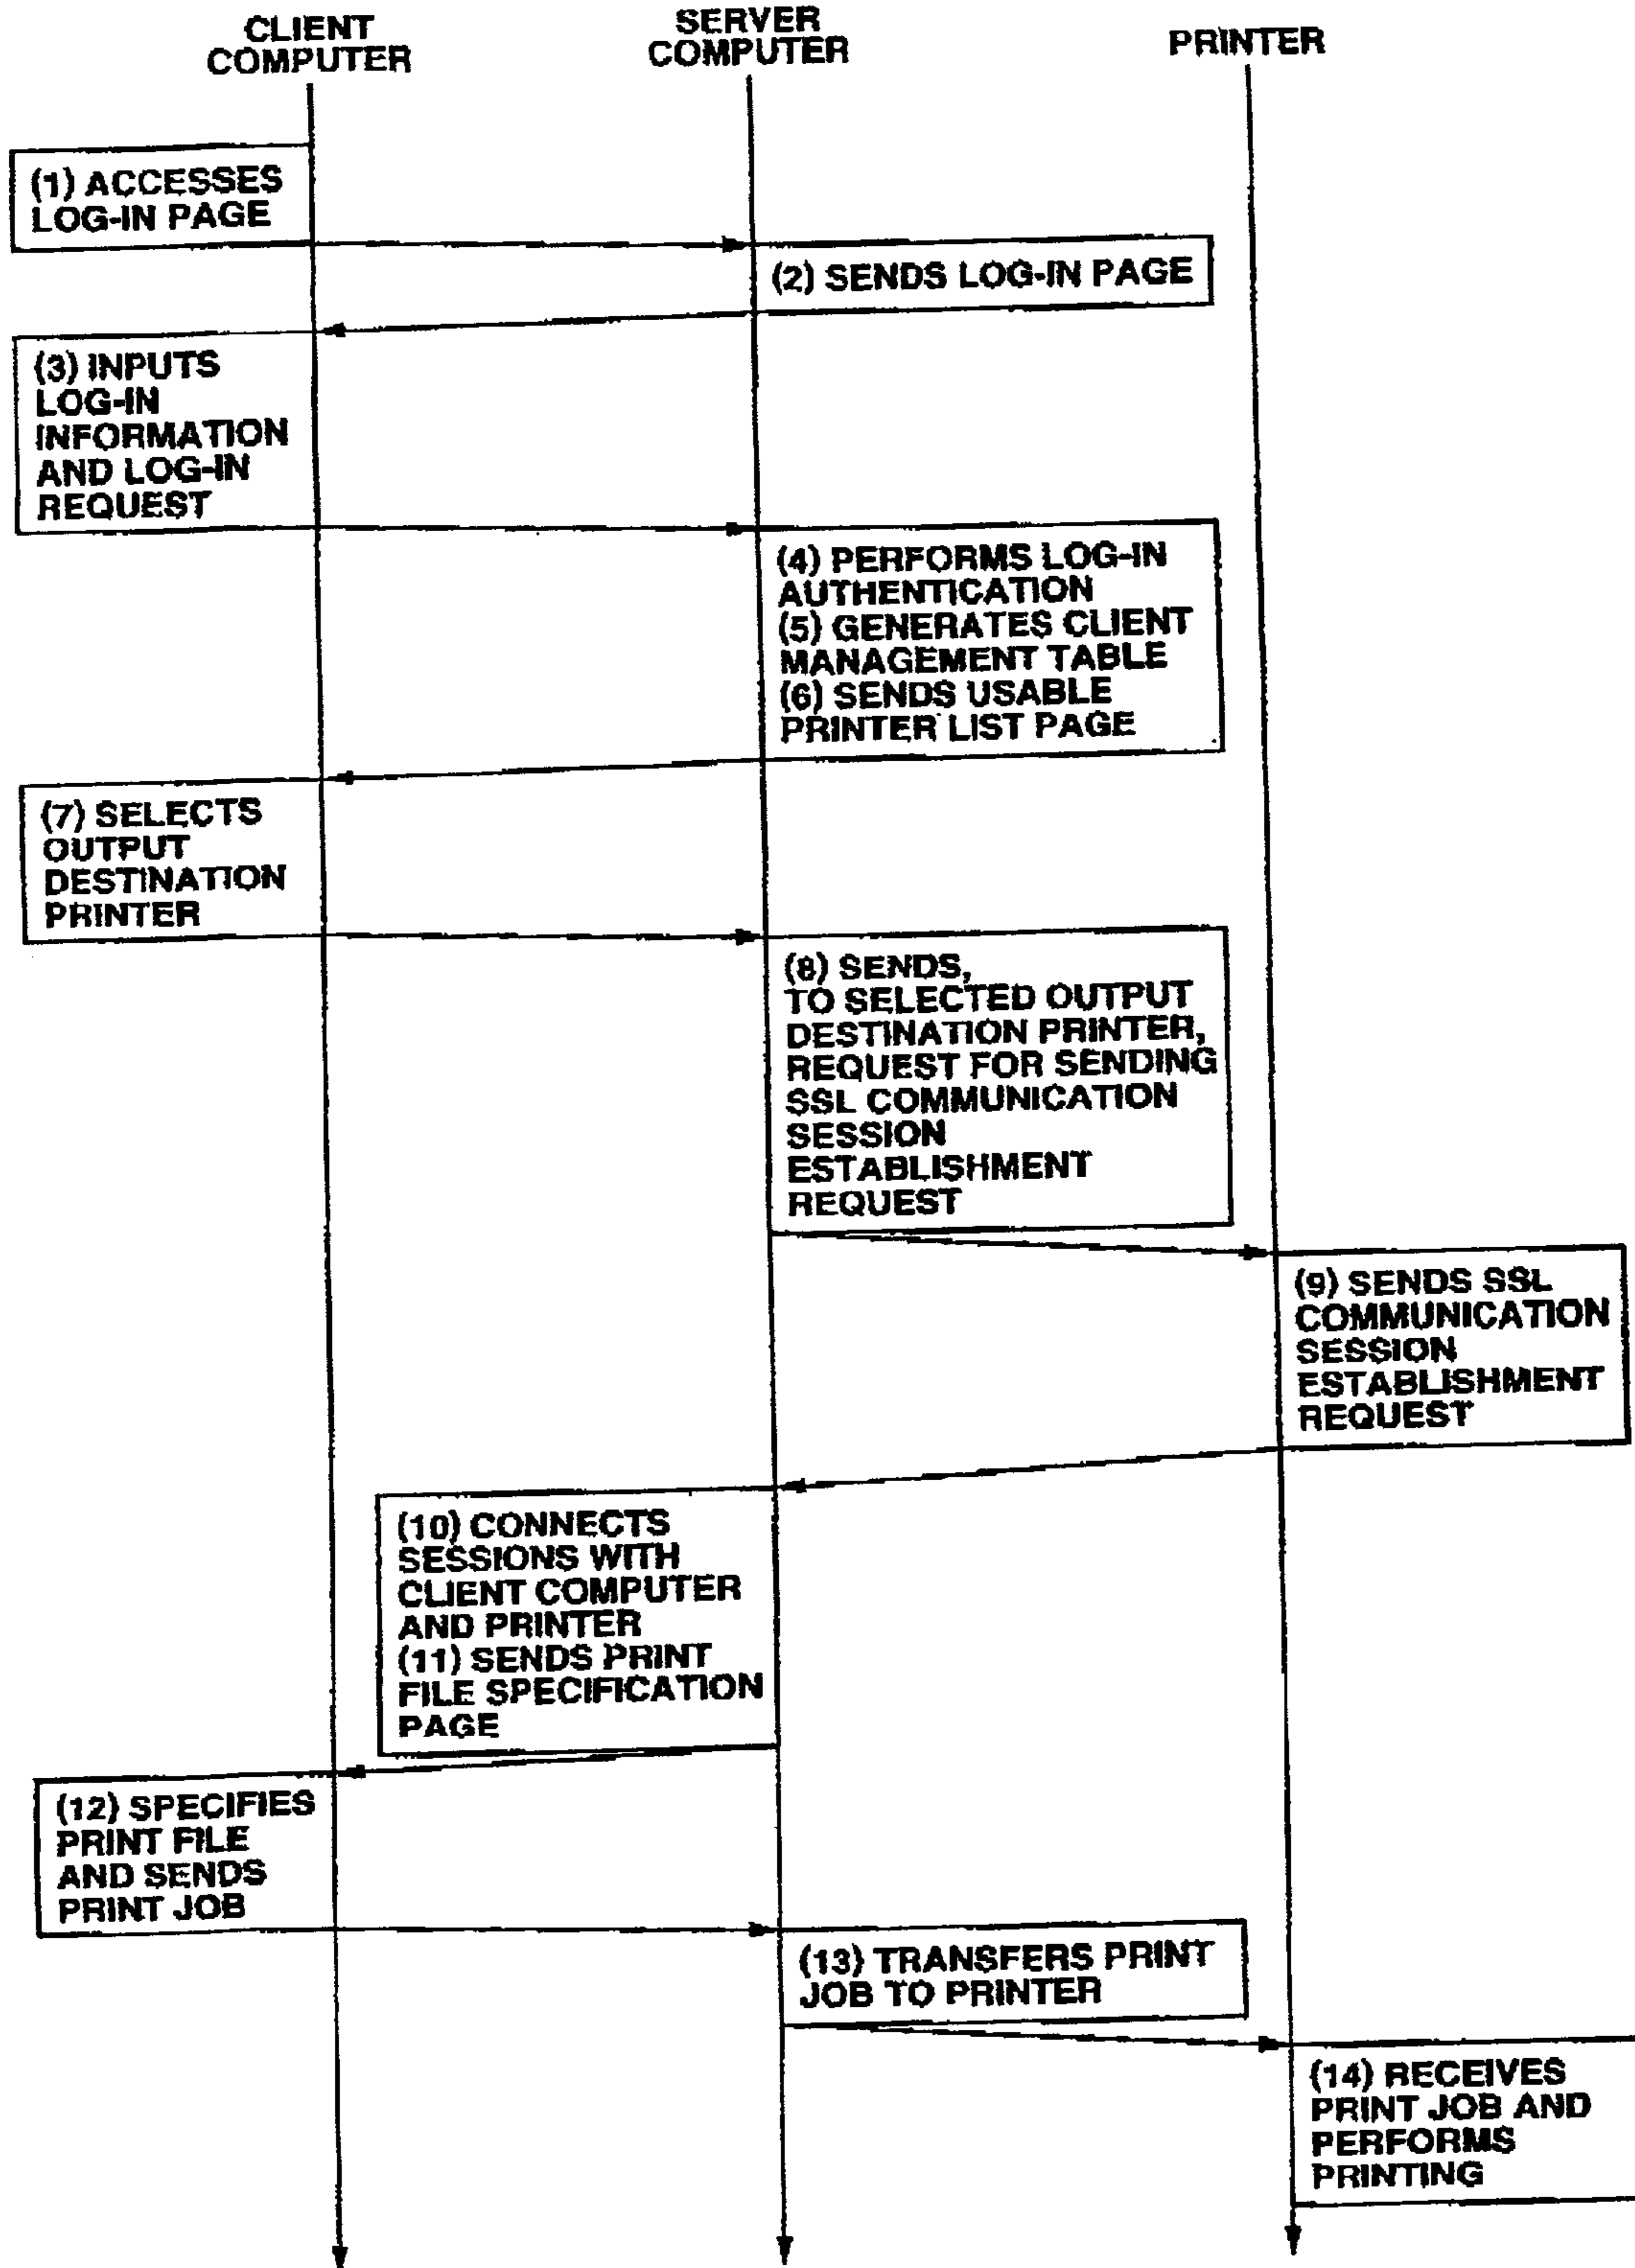 CLIENT
COMPUTER
SERVER
COMPUTER
PRINTER
(1) ACCESSES
LOG-IN PAGE
(2) SENDS LOG-IN PAGE
(3) INPUTS
LOG-IN
INFORMATION
AND LOG-IN
REQUEST
(4) PERFORMS LOG-IN
AUTHENTICATION
(5) GENERATES CLIENT
MANAGEMENT TABLE
(6) SENDS USABLE
PRINTER LIST PAGE
(7) SELECTS
OUTPUT
DESTINATION
PRINTER
(8) SENDS,
TO SELECTED OUTPUT
DESTINATION PRINTER,
REQUEST FOR SENDING
SSL COMMUNICATION
SESSION
ESTABLISHMENT
REQUEST
(9) SENDS SSL
COMMUNICATION
SESSION
ESTABLISHMENT
REQUEST
(10) CONNECTS
SESSIONS WITH
CLIENT COMPUTER
AND PRINTER
(11) SENDS PRINT
FILE SPECIFICATION
PAGE
(12) SPECIFIES
PRINT FILE
AND SENDS
PRINT JOB
(13) TRANSFERS PRINT
JOB TO PRINTER
(14) RECEIVES
PRINT JOB AND
PERFORMS
PRINTING